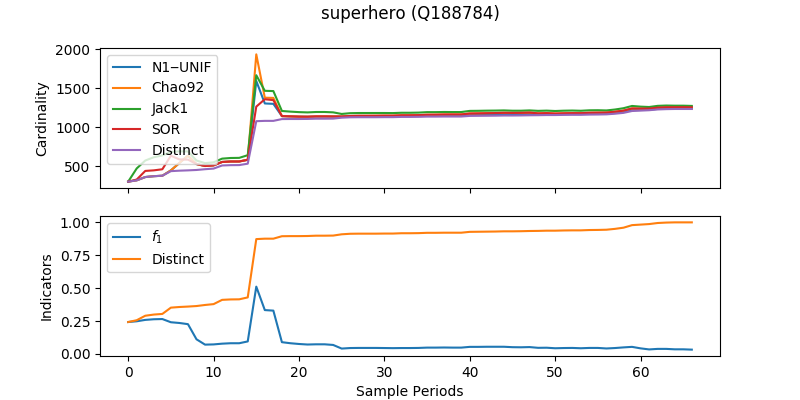 superhero (Q188784)
2000
1500
1000
500
Cardinality
N1‒UNIF
Chao92
Jack1
SOR
Distinct
1.00
0.75
0.50
0.25
0.00
Indicators
f1
Distinct
0 10 20 30 40 50 60
Sample Periods